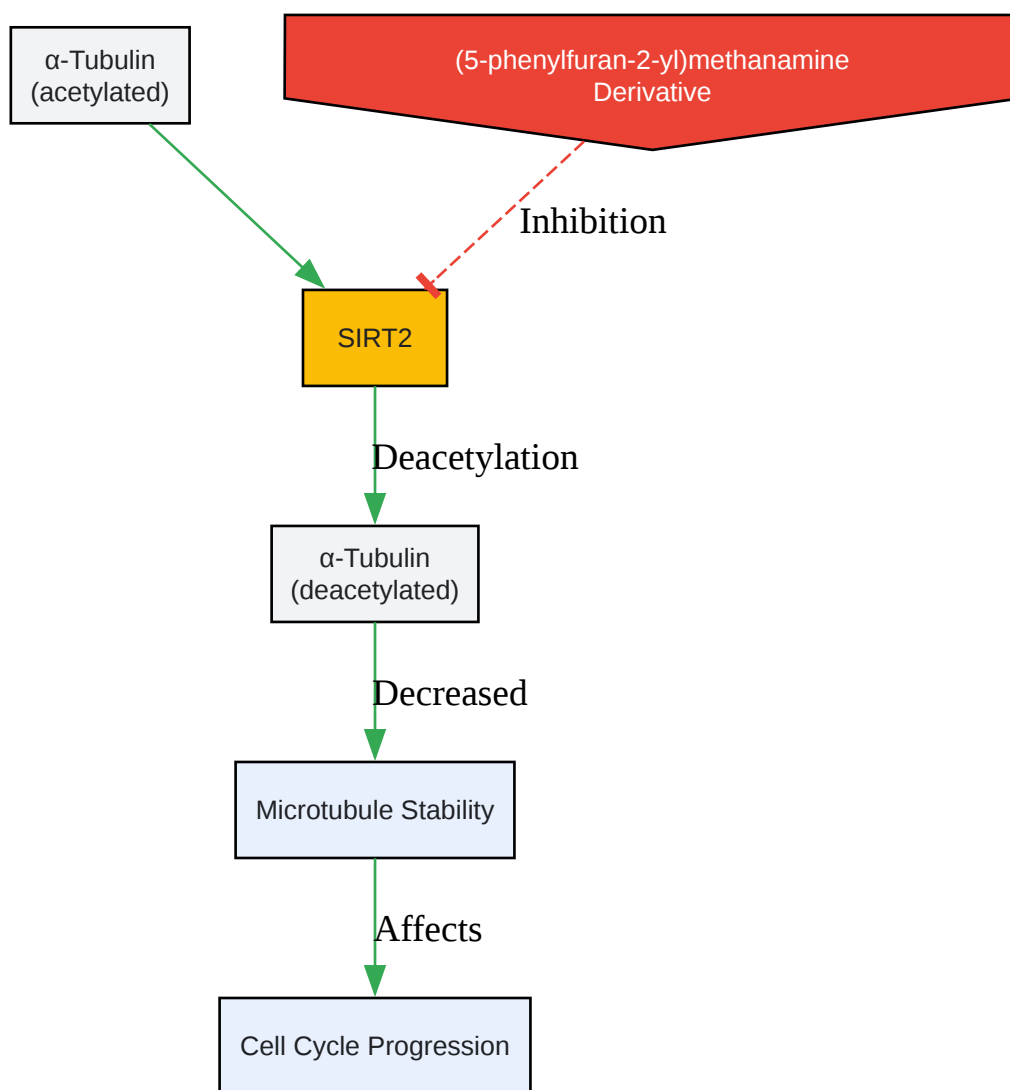 α-Tubulin
(acetylated)
(5-phenylfuran-2-yl)methanamine
Derivative
Inhibition
SIRT2
Deacetylation
α-Tubulin
(deacetylated)
Decreased
Microtubule Stability
Affects
Cell Cycle Progression